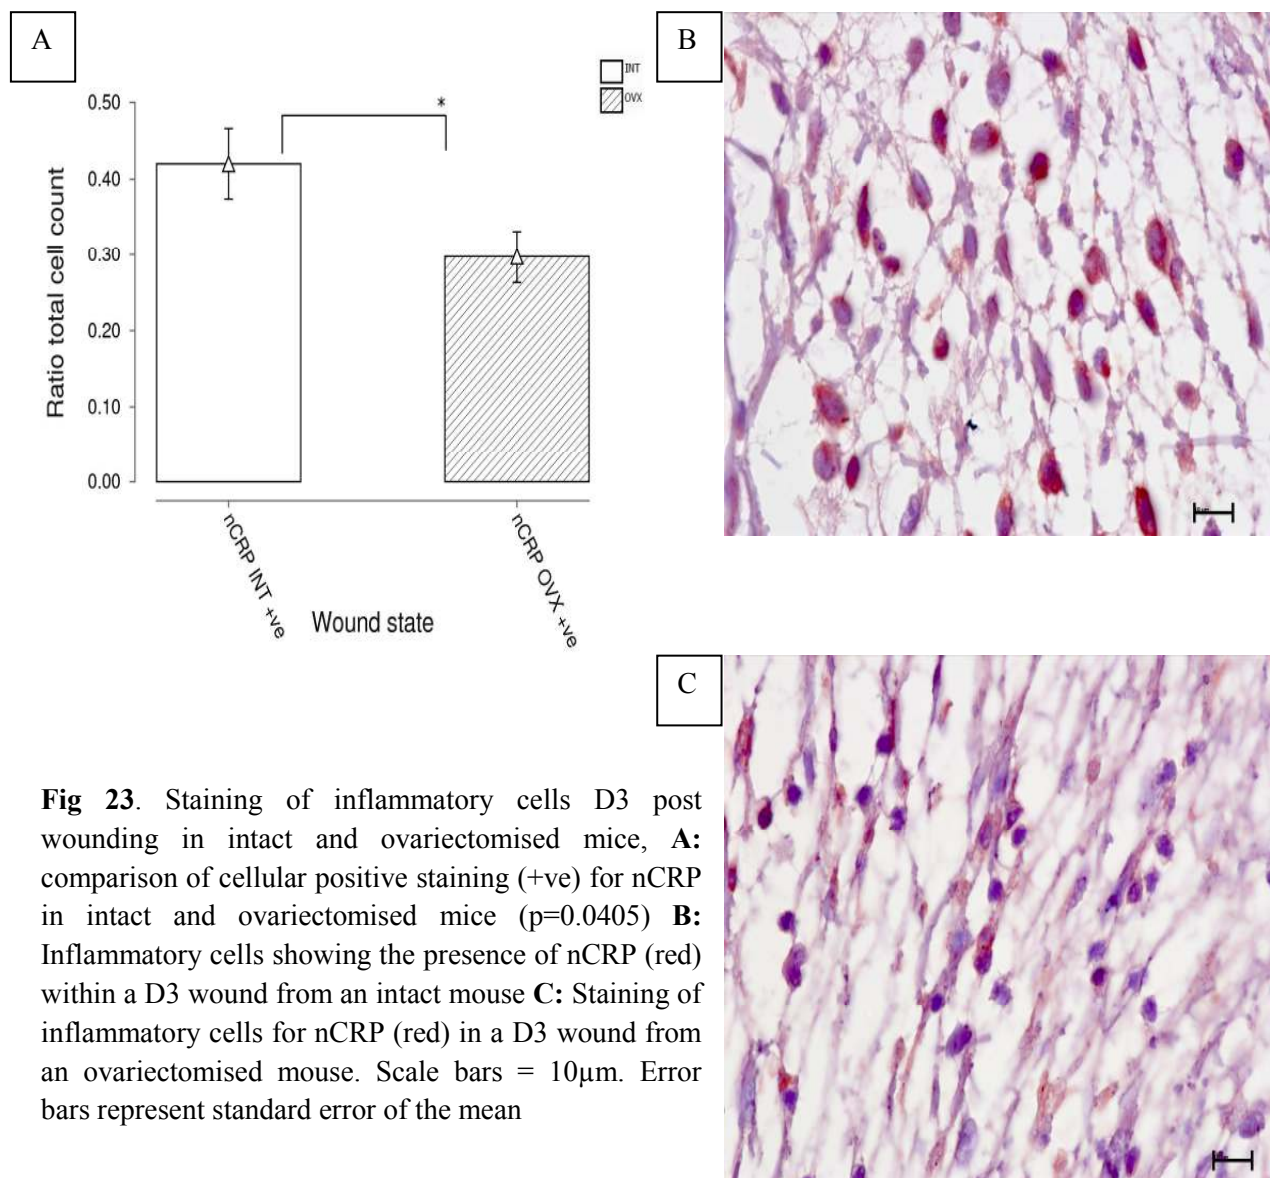 A
INT
OVX
*
0.50
0.40
0.30
0.20
0.10
0.00
Ratio total cell count
nCRP INT +ve
nCRP OVX +ve
Wound state
B
C
Fig 23. Staining of inflammatory cells D3 post
wounding in intact and ovariectomised mice, A:
comparison of cellular positive staining (+ve) for nCRP
in intact and ovariectomised mice (p=0.0405) B:
Inflammatory cells showing the presence of nCRP (red)
within a D3 wound from an intact mouse C: Staining of
inflammatory cells for nCRP (red) in a D3 wound from
an ovariectomised mouse. Scale bars = 10µm. Error
bars represent standard error of the mean